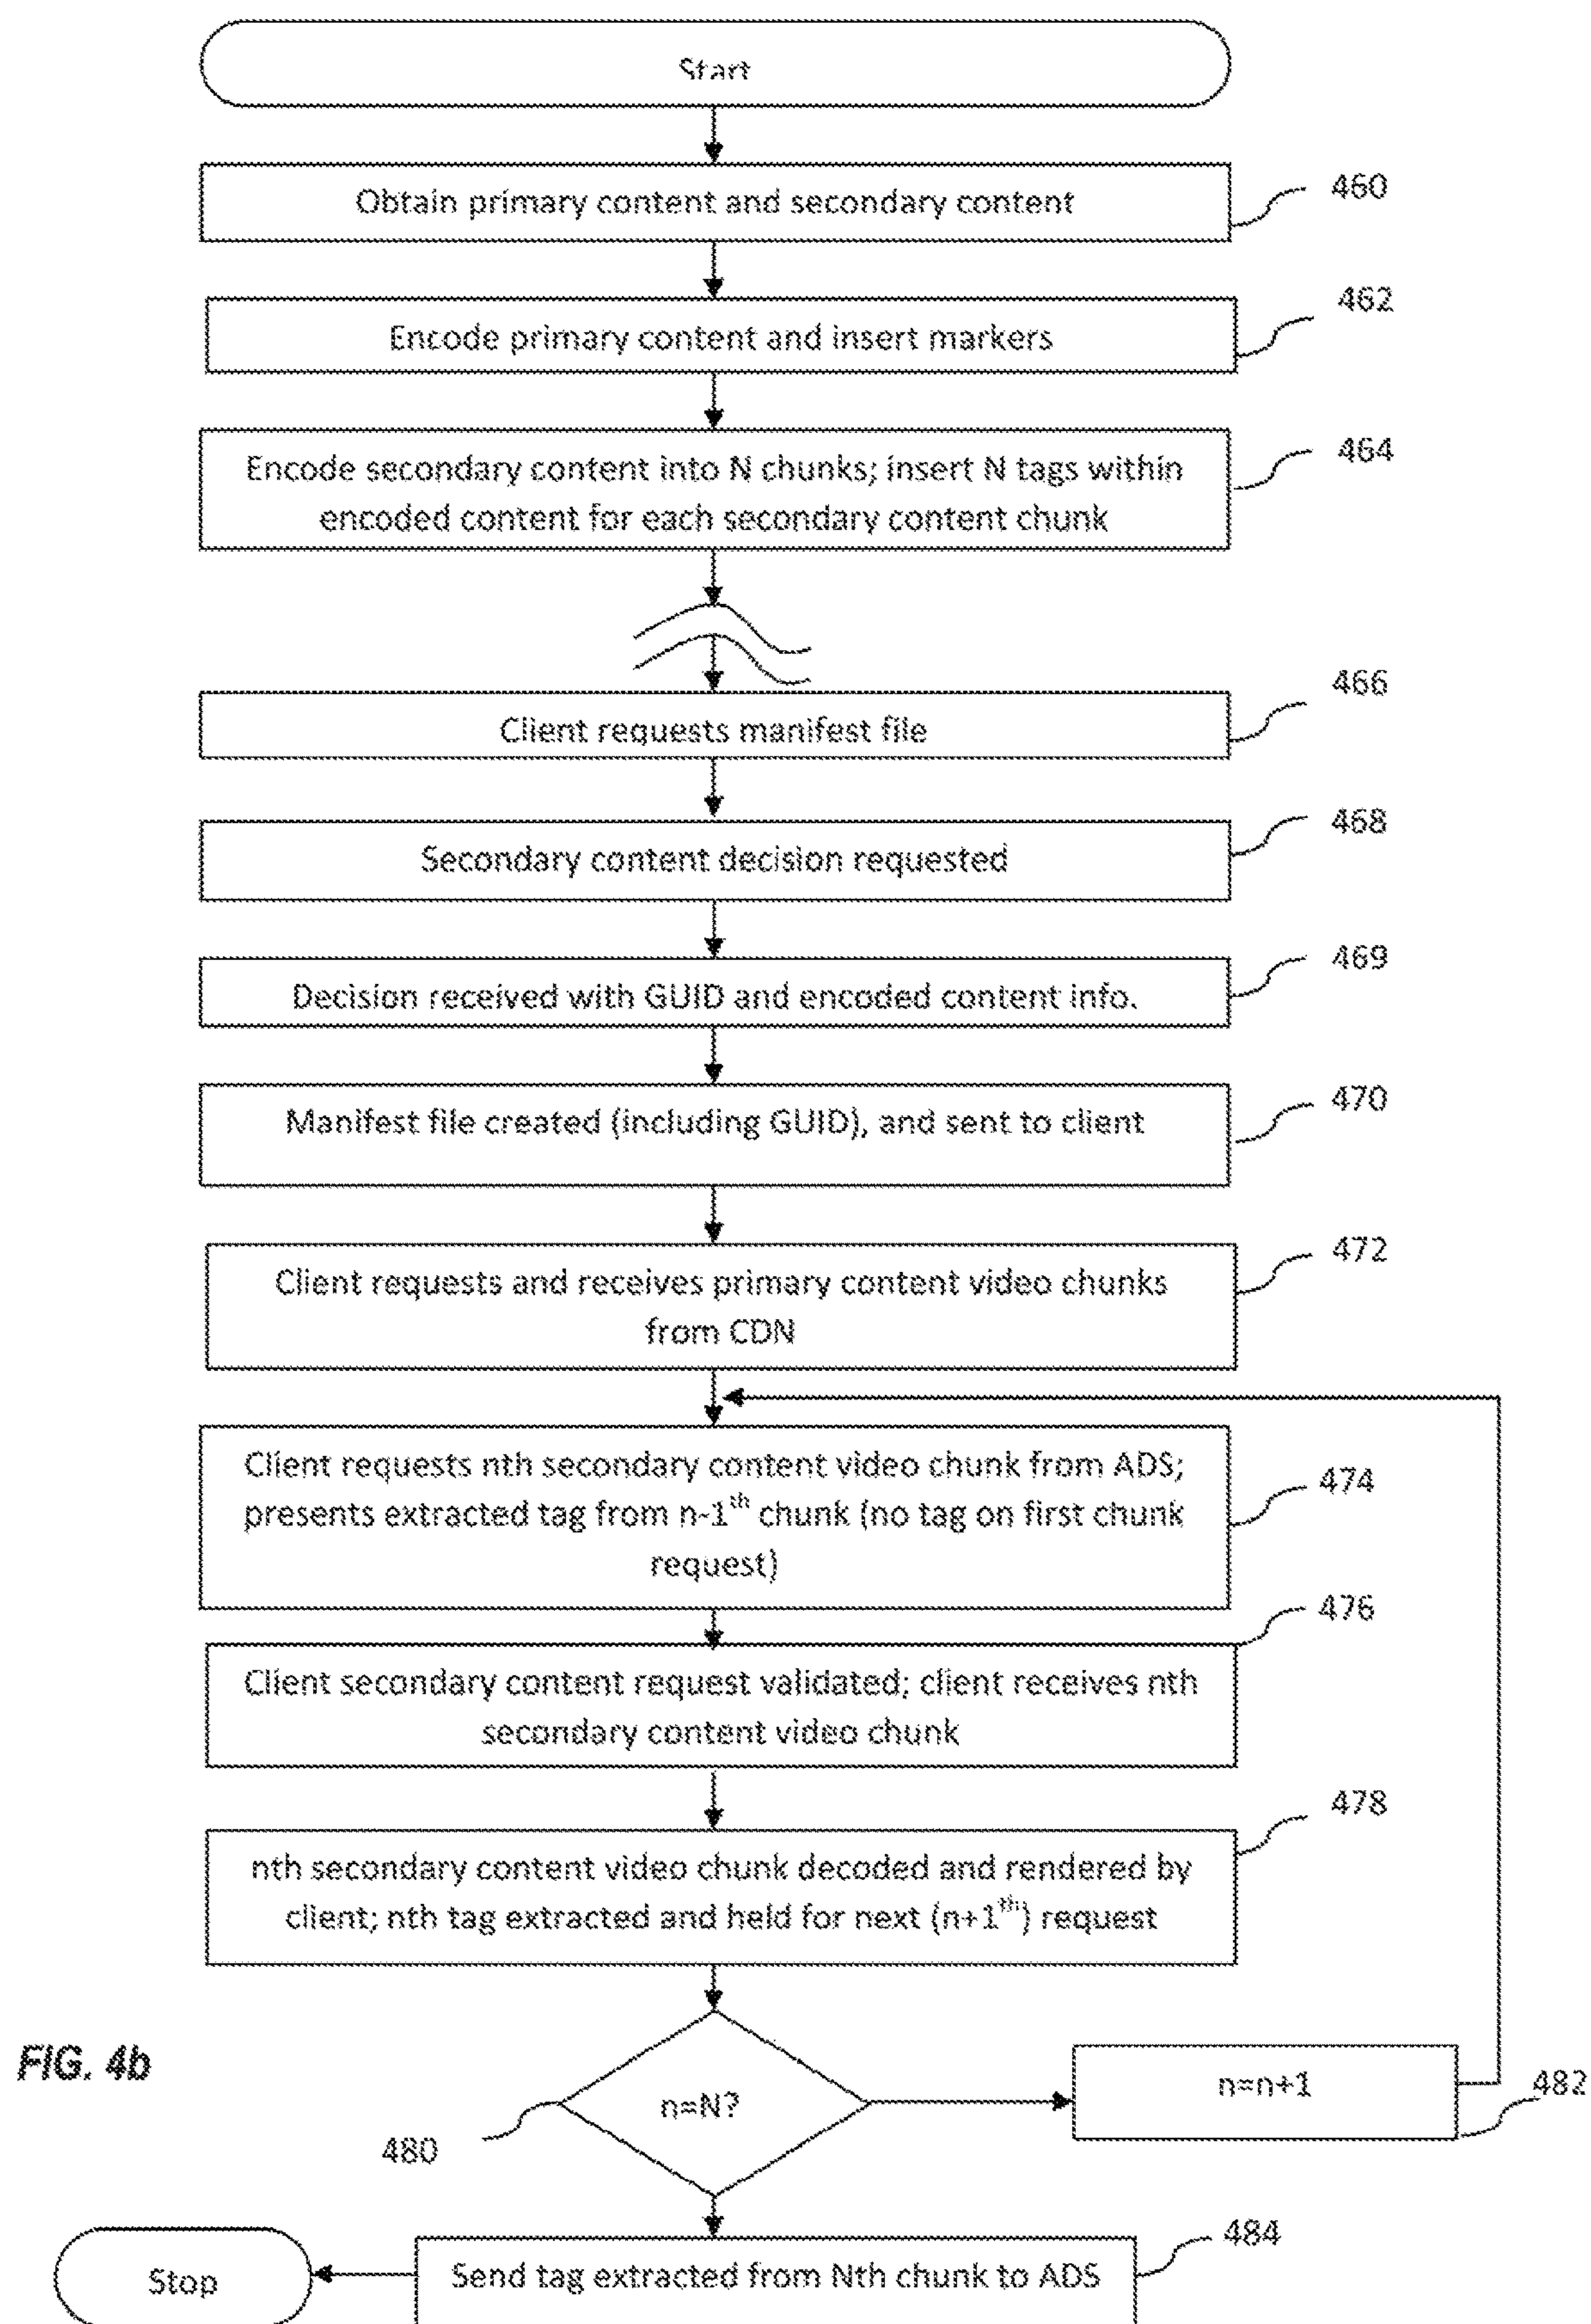 Start
Obtain primary content and secondary content
460
Encode primary content and insert markers
462
Encode secondary content into N chunks; insert N tags within
encoded content for each secondary content chunk
464
Client requests manifest file
466
Secondary content decision requested
468
Decision received with GUID and encoded content info.
469
Manifest file created (including GUID), and sent to client
470
Client requests and receives primary content video chunks
from CDN
472
Client requests nth secondary content video chunk from ADS;
presents extracted tag from n-1th chunk (no tag on first chunk
request)
474
Client secondary content request validated; client receives nth
secondary content video chunk
476
nth secondary content video chunk decoded and rendered by
client; nth tag extracted and held for next (n+1th) request
478
FIG. 4b
n=N?
480
n=n+1
482
Send tag extracted from Nth chunk to ADS
484
Stop